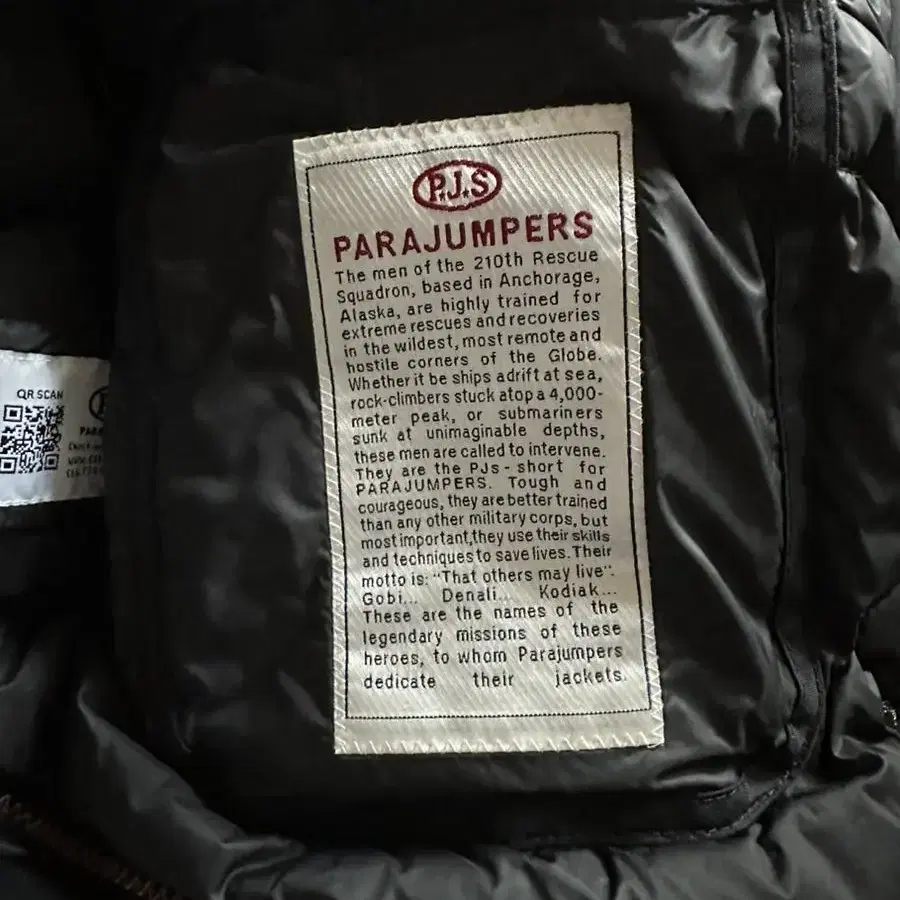 P.J.S
PARAJUMPERS
The men of the 210th Rescue
Squadron, based in Anchorage,
Alaska, are highly trained for
extreme rescues and recoveries
in the wildest, most remote and
hostile corners of the Globe.
Whether it be ships adrift at sea,
rock-climbers stuck atop a 4,000-
meter peak, or submariners
sunk at unimaginable depths,
these men are called to intervene.
They are the PJs - short for
PARAJUMPERS. Tough and
courageous, they are better trained
than any other military corps, but
most important,they use their skills
and techniques to save lives. Their
motto is: "That others may live".
Gobi... Denali... Kodiak...
These are the names of the
legendary missions of these
heroes, to whom Parajumpers
dedicate their jackets
QR SCAN